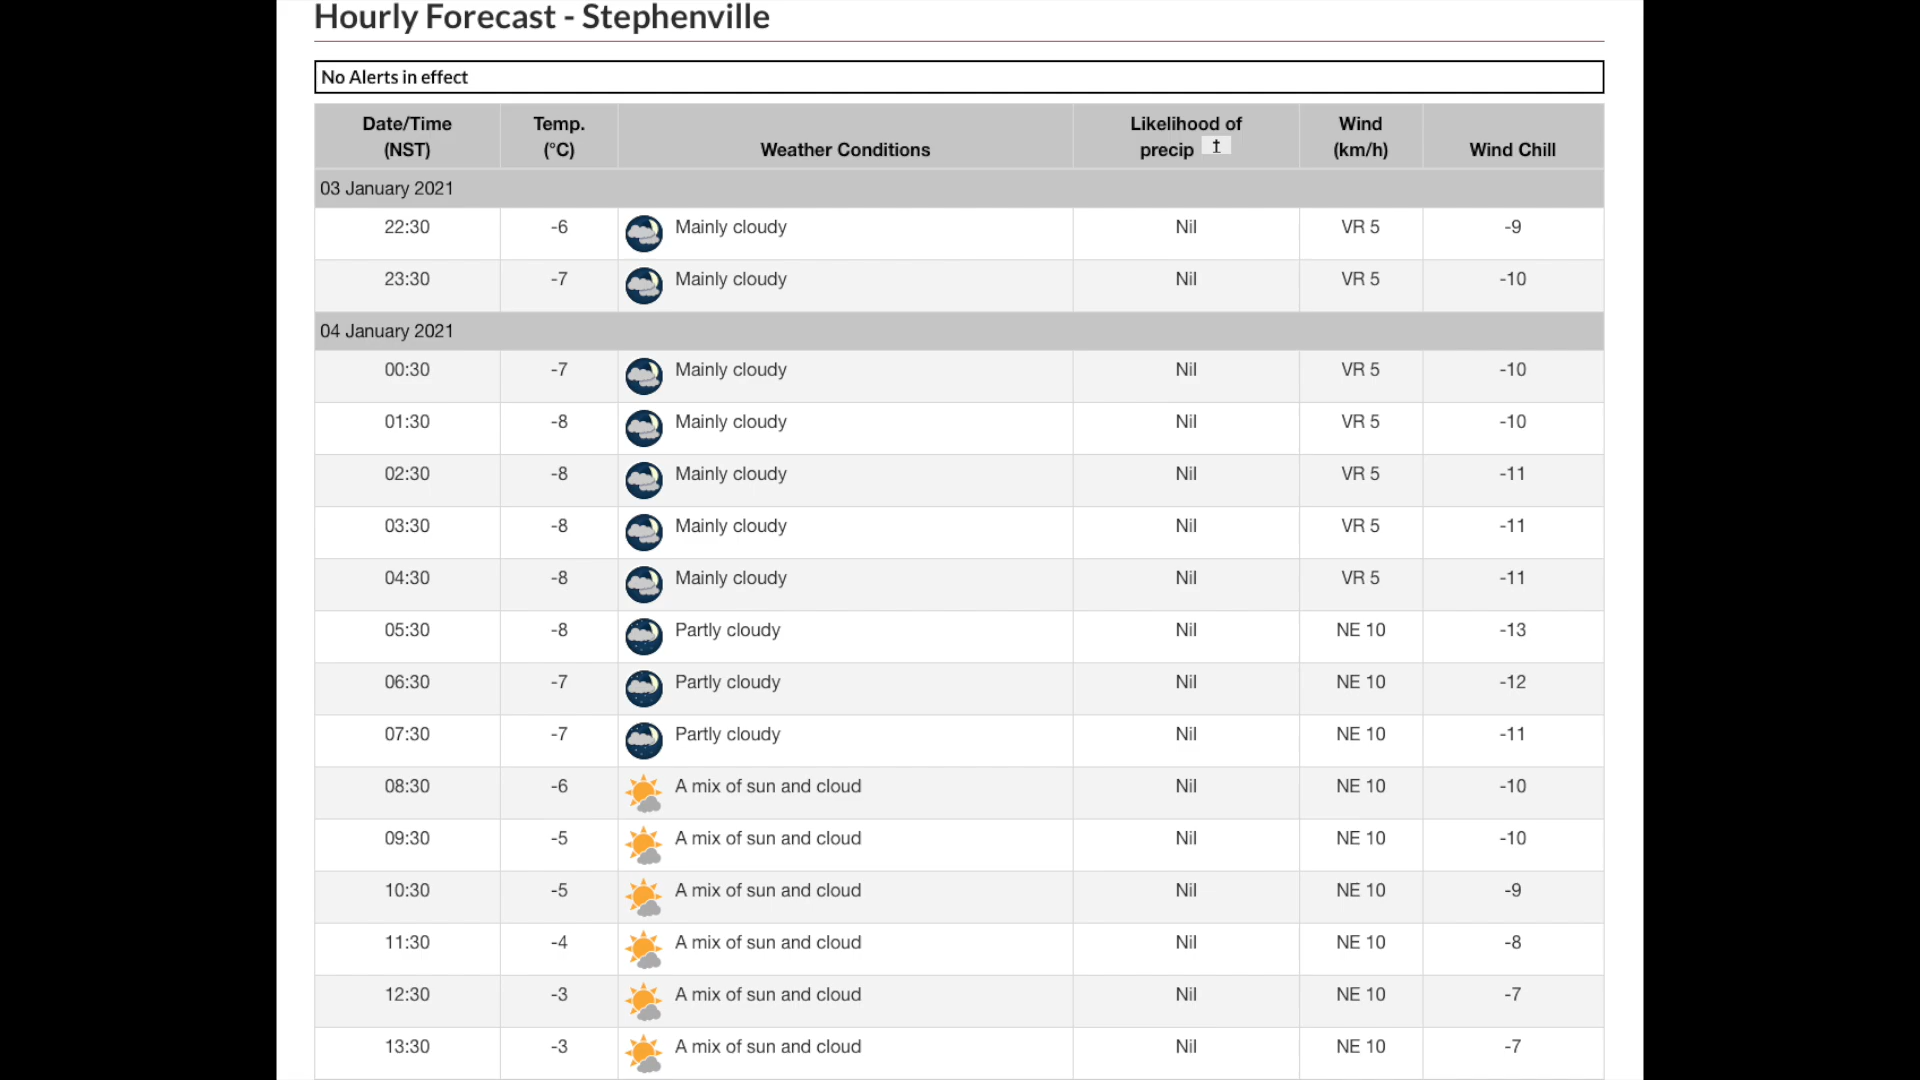 Hourly Forecast - Stephenville
No Alerts in effect
Date/Time (NST) Temp. (°C) Weather Conditions Likelihood of precip † Wind (km/h) Wind Chill
03 January 2021
22:30 -6 Mainly cloudy Nil VR 5 -9
23:30 -7 Mainly cloudy Nil VR 5 -10
04 January 2021
00:30 -7 Mainly cloudy Nil VR 5 -10
01:30 -8 Mainly cloudy Nil VR 5 -10
02:30 -8 Mainly cloudy Nil VR 5 -11
03:30 -8 Mainly cloudy Nil VR 5 -11
04:30 -8 Mainly cloudy Nil VR 5 -11
05:30 -8 Partly cloudy Nil NE 10 -13
06:30 -7 Partly cloudy Nil NE 10 -12
07:30 -7 Partly cloudy Nil NE 10 -11
08:30 -6 A mix of sun and cloud Nil NE 10 -10
09:30 -5 A mix of sun and cloud Nil NE 10 -10
10:30 -5 A mix of sun and cloud Nil NE 10 -9
11:30 -4 A mix of sun and cloud Nil NE 10 -8
12:30 -3 A mix of sun and cloud Nil NE 10 -7
13:30 -3 A mix of sun and cloud Nil NE 10 -7